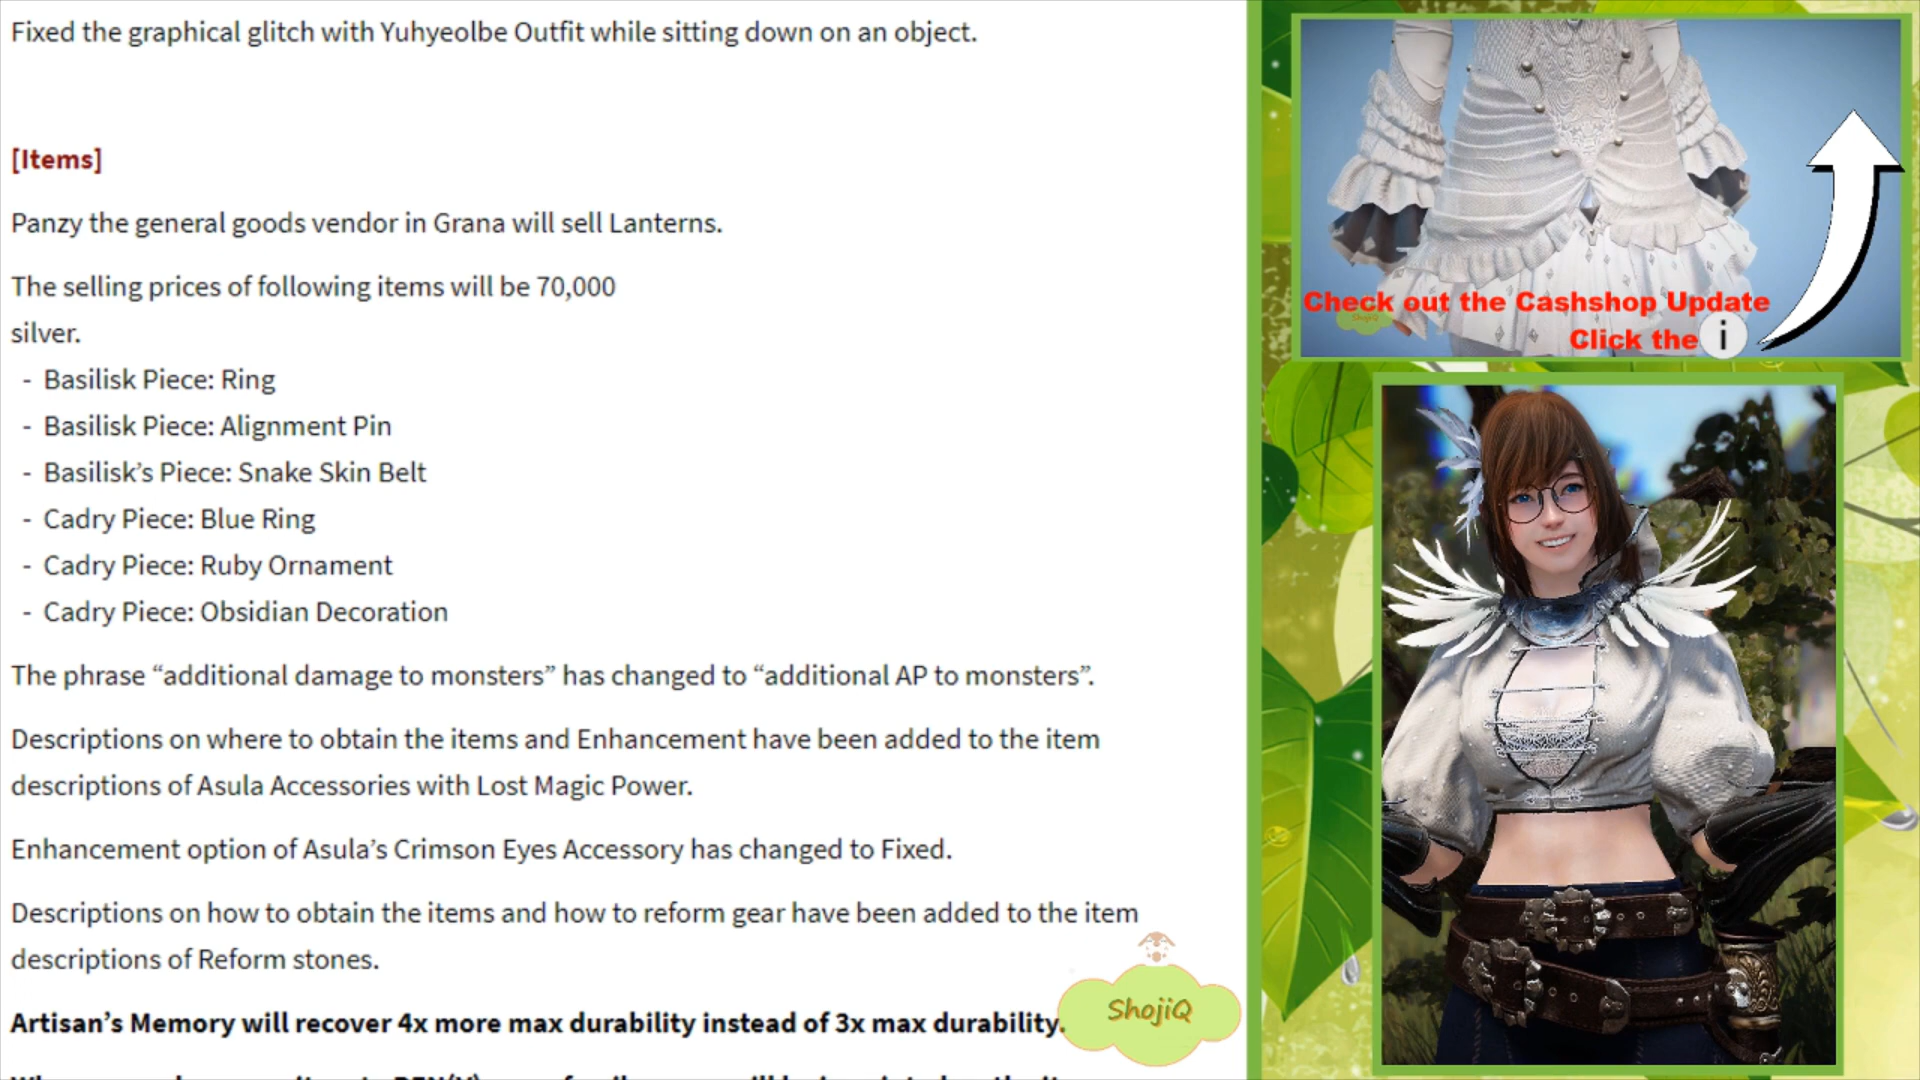 Fixed the graphical glitch with Yuhyeolbe Outfit while sitting down on an object.
[Items]
Panzy the general goods vendor in Grana will sell Lanterns.
The selling prices of following items will be 70,000
silver.
- Basilisk Piece: Ring
- Basilisk Piece: Alignment Pin
- Basilisk’s Piece: Snake Skin Belt
- Cadry Piece: Blue Ring
- Cadry Piece: Ruby Ornament
- Cadry Piece: Obsidian Decoration
The phrase “additional damage to monsters” has changed to “additional AP to monsters”.
Descriptions on where to obtain the items and Enhancement have been added to the item
descriptions of Asula Accessories with Lost Magic Power.
Enhancement option of Asula’s Crimson Eyes Accessory has changed to Fixed.
Descriptions on how to obtain the items and how to reform gear have been added to the item
descriptions of Reform stones.
Artisan’s Memory will recover 4x more max durability instead of 3x max durability.
ShojiQ
Check out the Cashshop Update
ShojiQ
Click the i